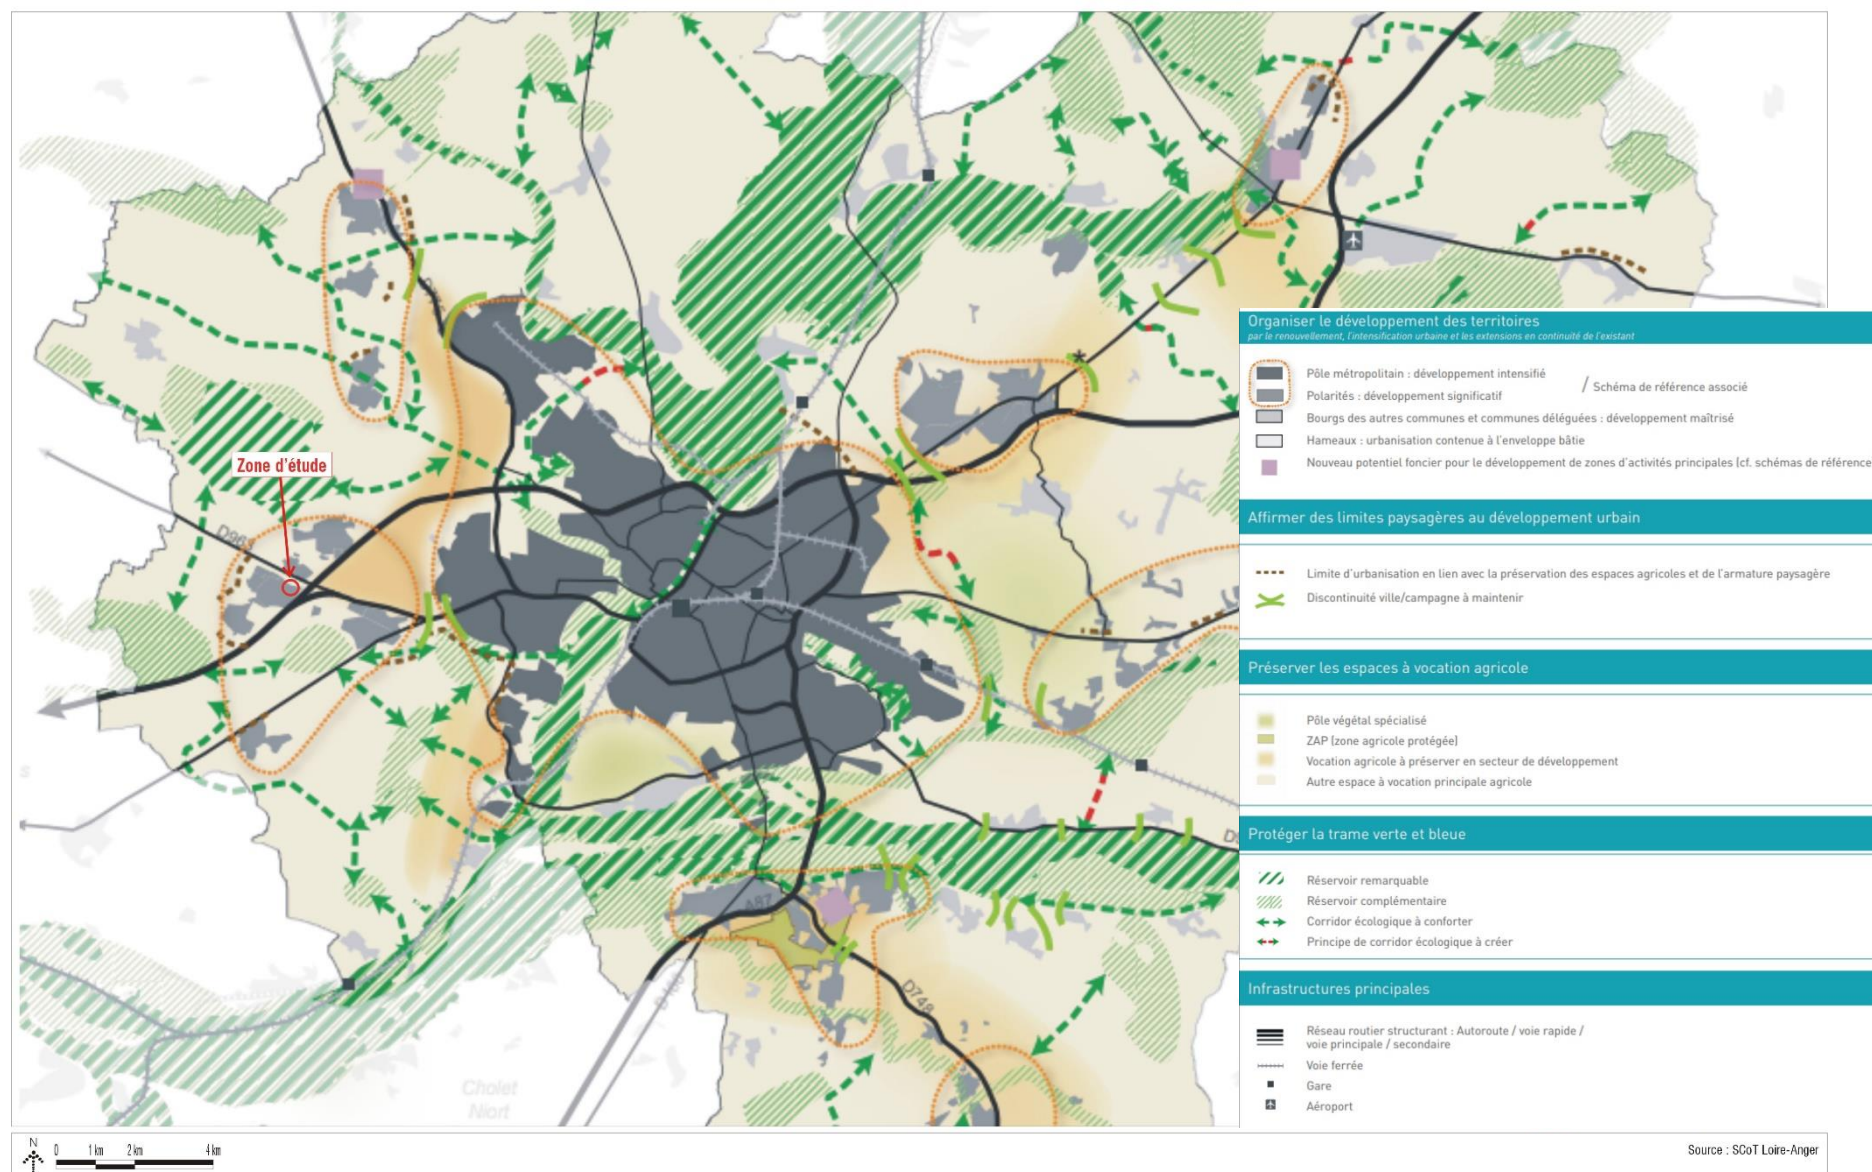 Zone d'étude
D963
A87
D748
Cholet
Niort
Organiser le développement des territoires
par le renouvellement, l'intensification urbaine et les extensions en continuité de l'existant
Pôle métropolitain : développement intensifié
/ Schéma de référence associé
Polarités : développement significatif
Bourgs des autres communes et communes déléguées : développement maîtrisé
Hameaux : urbanisation contenue à l'enveloppe bâtie
Nouveau potentiel foncier pour le développement de zones d'activités principales (cf. schémas de référence
Affirmer des limites paysagères au développement urbain
Limite d'urbanisation en lien avec la préservation des espaces agricoles et de l'armature paysagère
Discontinuité ville/campagne à maintenir
Préserver les espaces à vocation agricole
Pôle végétal spécialisé
ZAP (zone agricole protégée)
Vocation agricole à préserver en secteur de développement
Autre espace à vocation principale agricole
Protéger la trame verte et bleue
Réservoir remarquable
Réservoir complémentaire
Corridor écologique à conforter
Principe de corridor écologique à créer
Infrastructures principales
Réseau routier structurant : Autoroute / voie rapide /
voie principale / secondaire
Voie ferrée
Gare
Aéroport
N
0 1 km 2 km 4 km
Source : SCoT Loire-Anger